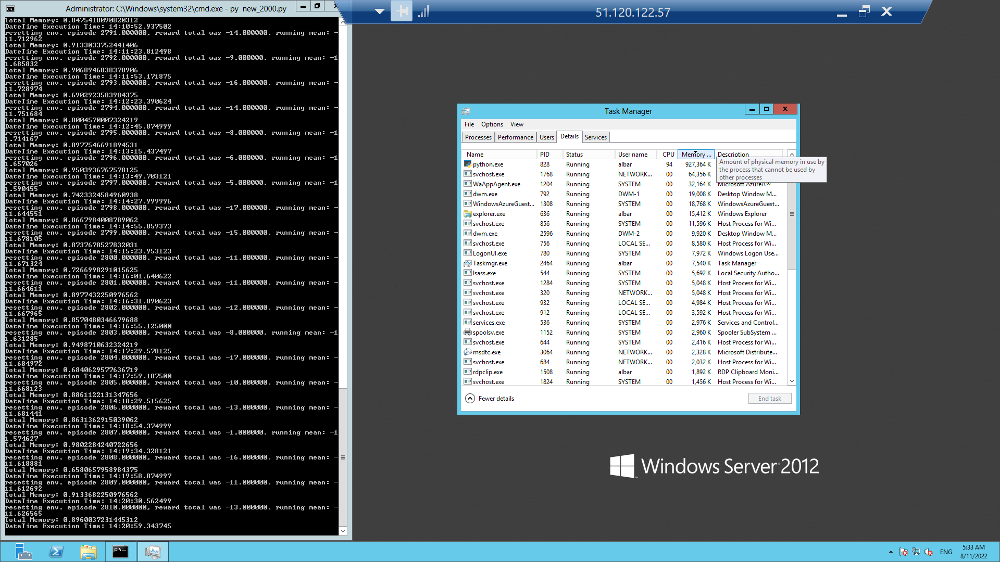 Administrator: C:\Windows\system32\cmd.exe - py  new_2000.py
Total Memory: 0.8475418090820312
DateTime Execution Time: 14:10:52.937502
resetting env. episode 2791.000000, reward total was -14.000000. running mean: -
11.712962
Total Memory: 0.9133033752441406
DateTime Execution Time: 14:11:23.812498
resetting env. episode 2792.000000, reward total was -9.000000. running mean: -1
1.685832
Total Memory: 0.9068946838378906
DateTime Execution Time: 14:11:53.171875
resetting env. episode 2793.000000, reward total was -16.000000. running mean: -
11.728974
Total Memory: 0.6902923583984375
DateTime Execution Time: 14:12:23.390624
resetting env. episode 2794.000000, reward total was -14.000000. running mean: -
11.751684
Total Memory: 0.8004570007324219
DateTime Execution Time: 14:12:45.874999
resetting env. episode 2795.000000, reward total was -8.000000. running mean: -1
1.714167
Total Memory: 0.8977546691894531
DateTime Execution Time: 14:13:15.437497
resetting env. episode 2796.000000, reward total was -6.000000. running mean: -1
1.657026
Total Memory: 0.9503936767578125
DateTime Execution Time: 14:13:49.703121
resetting env. episode 2797.000000, reward total was -5.000000. running mean: -1
1.590455
Total Memory: 0.7423324584960938
DateTime Execution Time: 14:14:27.999996
resetting env. episode 2798.000000, reward total was -17.000000. running mean: -
11.644551
Total Memory: 0.8667984008789062
DateTime Execution Time: 14:14:55.859373
resetting env. episode 2799.000000, reward total was -15.000000. running mean: -
11.678105
Total Memory: 0.8737678527832031
DateTime Execution Time: 14:15:23.953123
resetting env. episode 2800.000000, reward total was -11.000000. running mean: -
11.671324
Total Memory: 0.7266998291015625
DateTime Execution Time: 14:16:01.640622
resetting env. episode 2801.000000, reward total was -11.000000. running mean: -
11.664611
Total Memory: 0.8977432250976562
DateTime Execution Time: 14:16:31.890623
resetting env. episode 2802.000000, reward total was -12.000000. running mean: -
11.667965
Total Memory: 0.8570480346679688
DateTime Execution Time: 14:16:55.125000
resetting env. episode 2803.000000, reward total was -8.000000. running mean: -1
1.631285
Total Memory: 0.9498710632324219
DateTime Execution Time: 14:17:29.578125
resetting env. episode 2804.000000, reward total was -17.000000. running mean: -
11.684972
Total Memory: 0.6840629577636719
DateTime Execution Time: 14:17:59.187500
resetting env. episode 2805.000000, reward total was -10.000000. running mean: -
11.668123
Total Memory: 0.8861122131347656
DateTime Execution Time: 14:18:29.515625
resetting env. episode 2806.000000, reward total was -13.000000. running mean: -
11.681441
Total Memory: 0.8631362915039062
DateTime Execution Time: 14:18:54.374999
resetting env. episode 2807.000000, reward total was -1.000000. running mean: -1
1.574627
Total Memory: 0.9802284240722656
DateTime Execution Time: 14:19:34.328121
resetting env. episode 2808.000000, reward total was -16.000000. running mean: -
11.618881
Total Memory: 0.6580657958984375
DateTime Execution Time: 14:19:58.874997
resetting env. episode 2809.000000, reward total was -11.000000. running mean: -
11.612692
Total Memory: 0.9133682250976562
DateTime Execution Time: 14:20:30.562499
resetting env. episode 2810.000000, reward total was -13.000000. running mean: -
11.626565
Total Memory: 0.8960037231445312
DateTime Execution Time: 14:20:59.343745
51.120.122.57
Task Manager
File Options View
Processes Performance Users Details Services
Name PID Status User name CPU Memory ... Description
python.exe 828 Running albar 94 927,364 K
svchost.exe 1768 Running NETWORK... 00 64,356 K
WaAppAgent.exe 1204 Running SYSTEM 00 32,164 K Microsoft AzureÂ®
dwm.exe 792 Running DWM-1 00 19,008 K Desktop Window M...
WindowsAzureGuest... 1308 Running SYSTEM 00 18,768 K WindowsAzureGuest...
explorer.exe 636 Running albar 00 15,412 K Windows Explorer
svchost.exe 856 Running SYSTEM 00 11,596 K Host Process for Wi...
dwm.exe 2596 Running DWM-2 00 9,920 K Desktop Window M...
svchost.exe 756 Running LOCAL SE... 00 8,580 K Host Process for Wi...
LogonUI.exe 780 Running SYSTEM 00 7,972 K Windows Logon Use...
Taskmgr.exe 2464 Running albar 00 7,540 K Task Manager
lsass.exe 544 Running SYSTEM 00 5,692 K Local Security Autho...
svchost.exe 1284 Running SYSTEM 00 5,048 K Host Process for Wi...
svchost.exe 320 Running NETWORK... 00 5,048 K Host Process for Wi...
svchost.exe 932 Running LOCAL SE... 00 4,984 K Host Process for Wi...
svchost.exe 912 Running LOCAL SE... 00 3,592 K Host Process for Wi...
services.exe 536 Running SYSTEM 00 2,976 K Services and Control...
spoolsv.exe 1152 Running SYSTEM 00 2,960 K Spooler SubSystem ...
svchost.exe 644 Running SYSTEM 00 2,416 K Host Process for Wi...
msdtc.exe 3064 Running NETWORK... 00 2,328 K Microsoft Distribute...
svchost.exe 684 Running NETWORK... 00 2,032 K Host Process for Wi...
rdpclip.exe 1508 Running albar 00 1,892 K RDP Clipboard Moni...
svchost.exe 1824 Running SYSTEM 00 1,456 K Host Process for Wi...
Amount of physical memory in use by
the process that cannot be used by
other processes
Fewer details
End task
Windows Server 2012
ENG
5:33 AM
8/11/2022